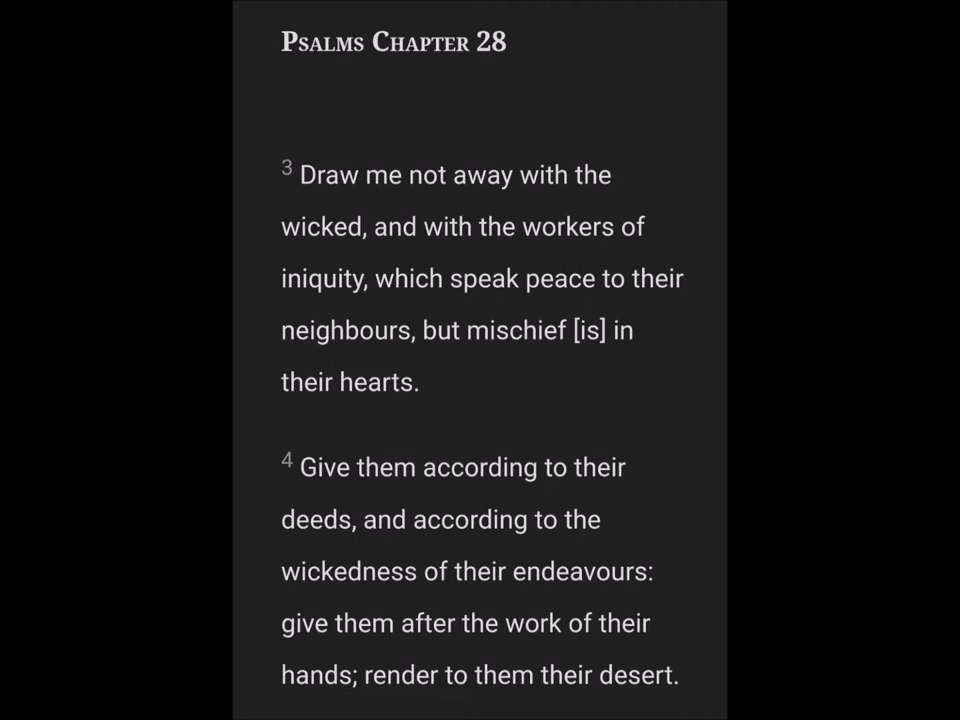 Psalms Chapter 28
3 Draw me not away with the
wicked, and with the workers of
iniquity, which speak peace to their
neighbours, but mischief [is] in
their hearts.
4 Give them according to their
deeds, and according to the
wickedness of their endeavours:
give them after the work of their
hands; render to them their desert.